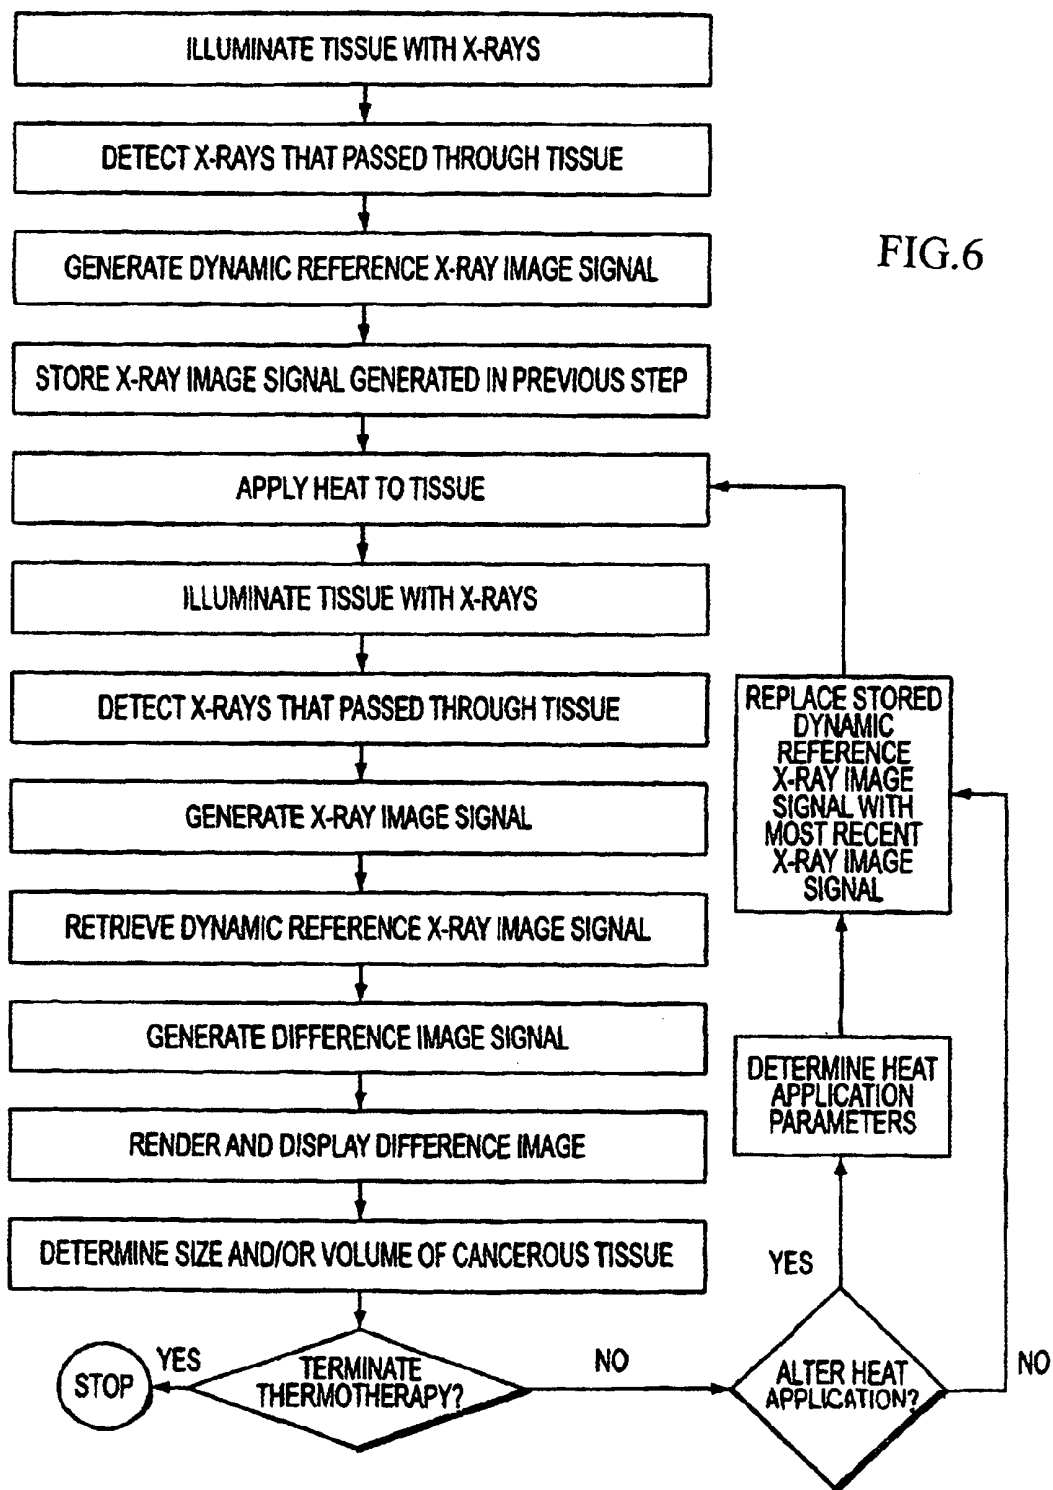 ILLUMINATE TISSUE WITH X-RAYS
DETECT X-RAYS THAT PASSED THROUGH TISSUE
FIG.6
GENERATE DYNAMIC REFERENCE X-RAY IMAGE SIGNAL
STORE X-RAY IMAGE SIGNAL GENERATED IN PREVIOUS STEP
APPLY HEAT TO TISSUE
ILLUMINATE TISSUE WITH X-RAYS
DETECT X-RAYS THAT PASSED THROUGH TISSUE
GENERATE X-RAY IMAGE SIGNAL
RETRIEVE DYNAMIC REFERENCE X-RAY IMAGE SIGNAL
GENERATE DIFFERENCE IMAGE SIGNAL
RENDER AND DISPLAY DIFFERENCE IMAGE
DETERMINE SIZE AND/OR VOLUME OF CANCEROUS TISSUE
TERMINATE
THERMOTHERAPY?
YES
STOP
NO
ALTER HEAT
APPLICATION?
YES
NO
DETERMINE HEAT
APPLICATION
PARAMETERS
REPLACE STORED
DYNAMIC
REFERENCE
X-RAY IMAGE
SIGNAL WITH
MOST RECENT
X-RAY IMAGE
SIGNAL